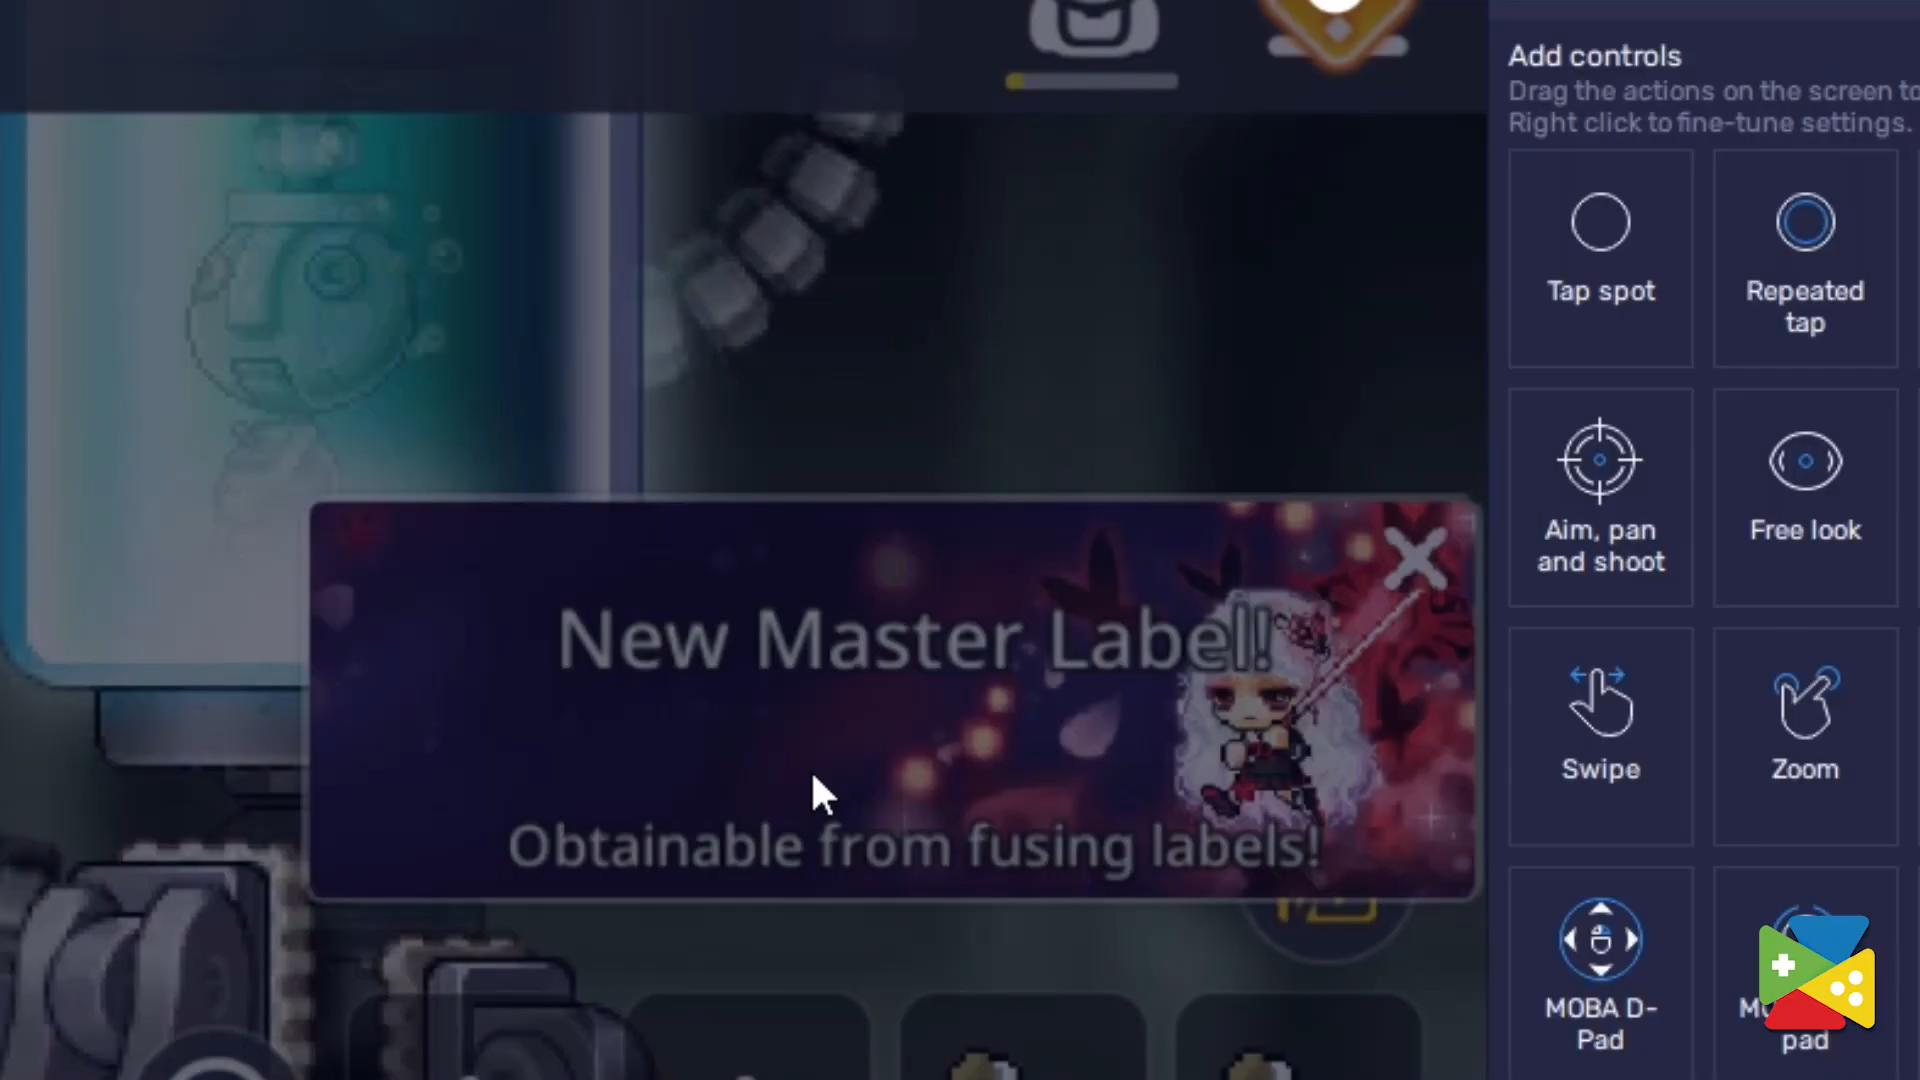 Add controls
Drag the actions on the screen to
Right click to fine-tune settings.
Tap spot
Repeated
tap
Aim, pan
and shoot
Free look
Swipe
Zoom
MOBA D-
Pad
pad
New Master Label!
Obtainable from fusing labels!